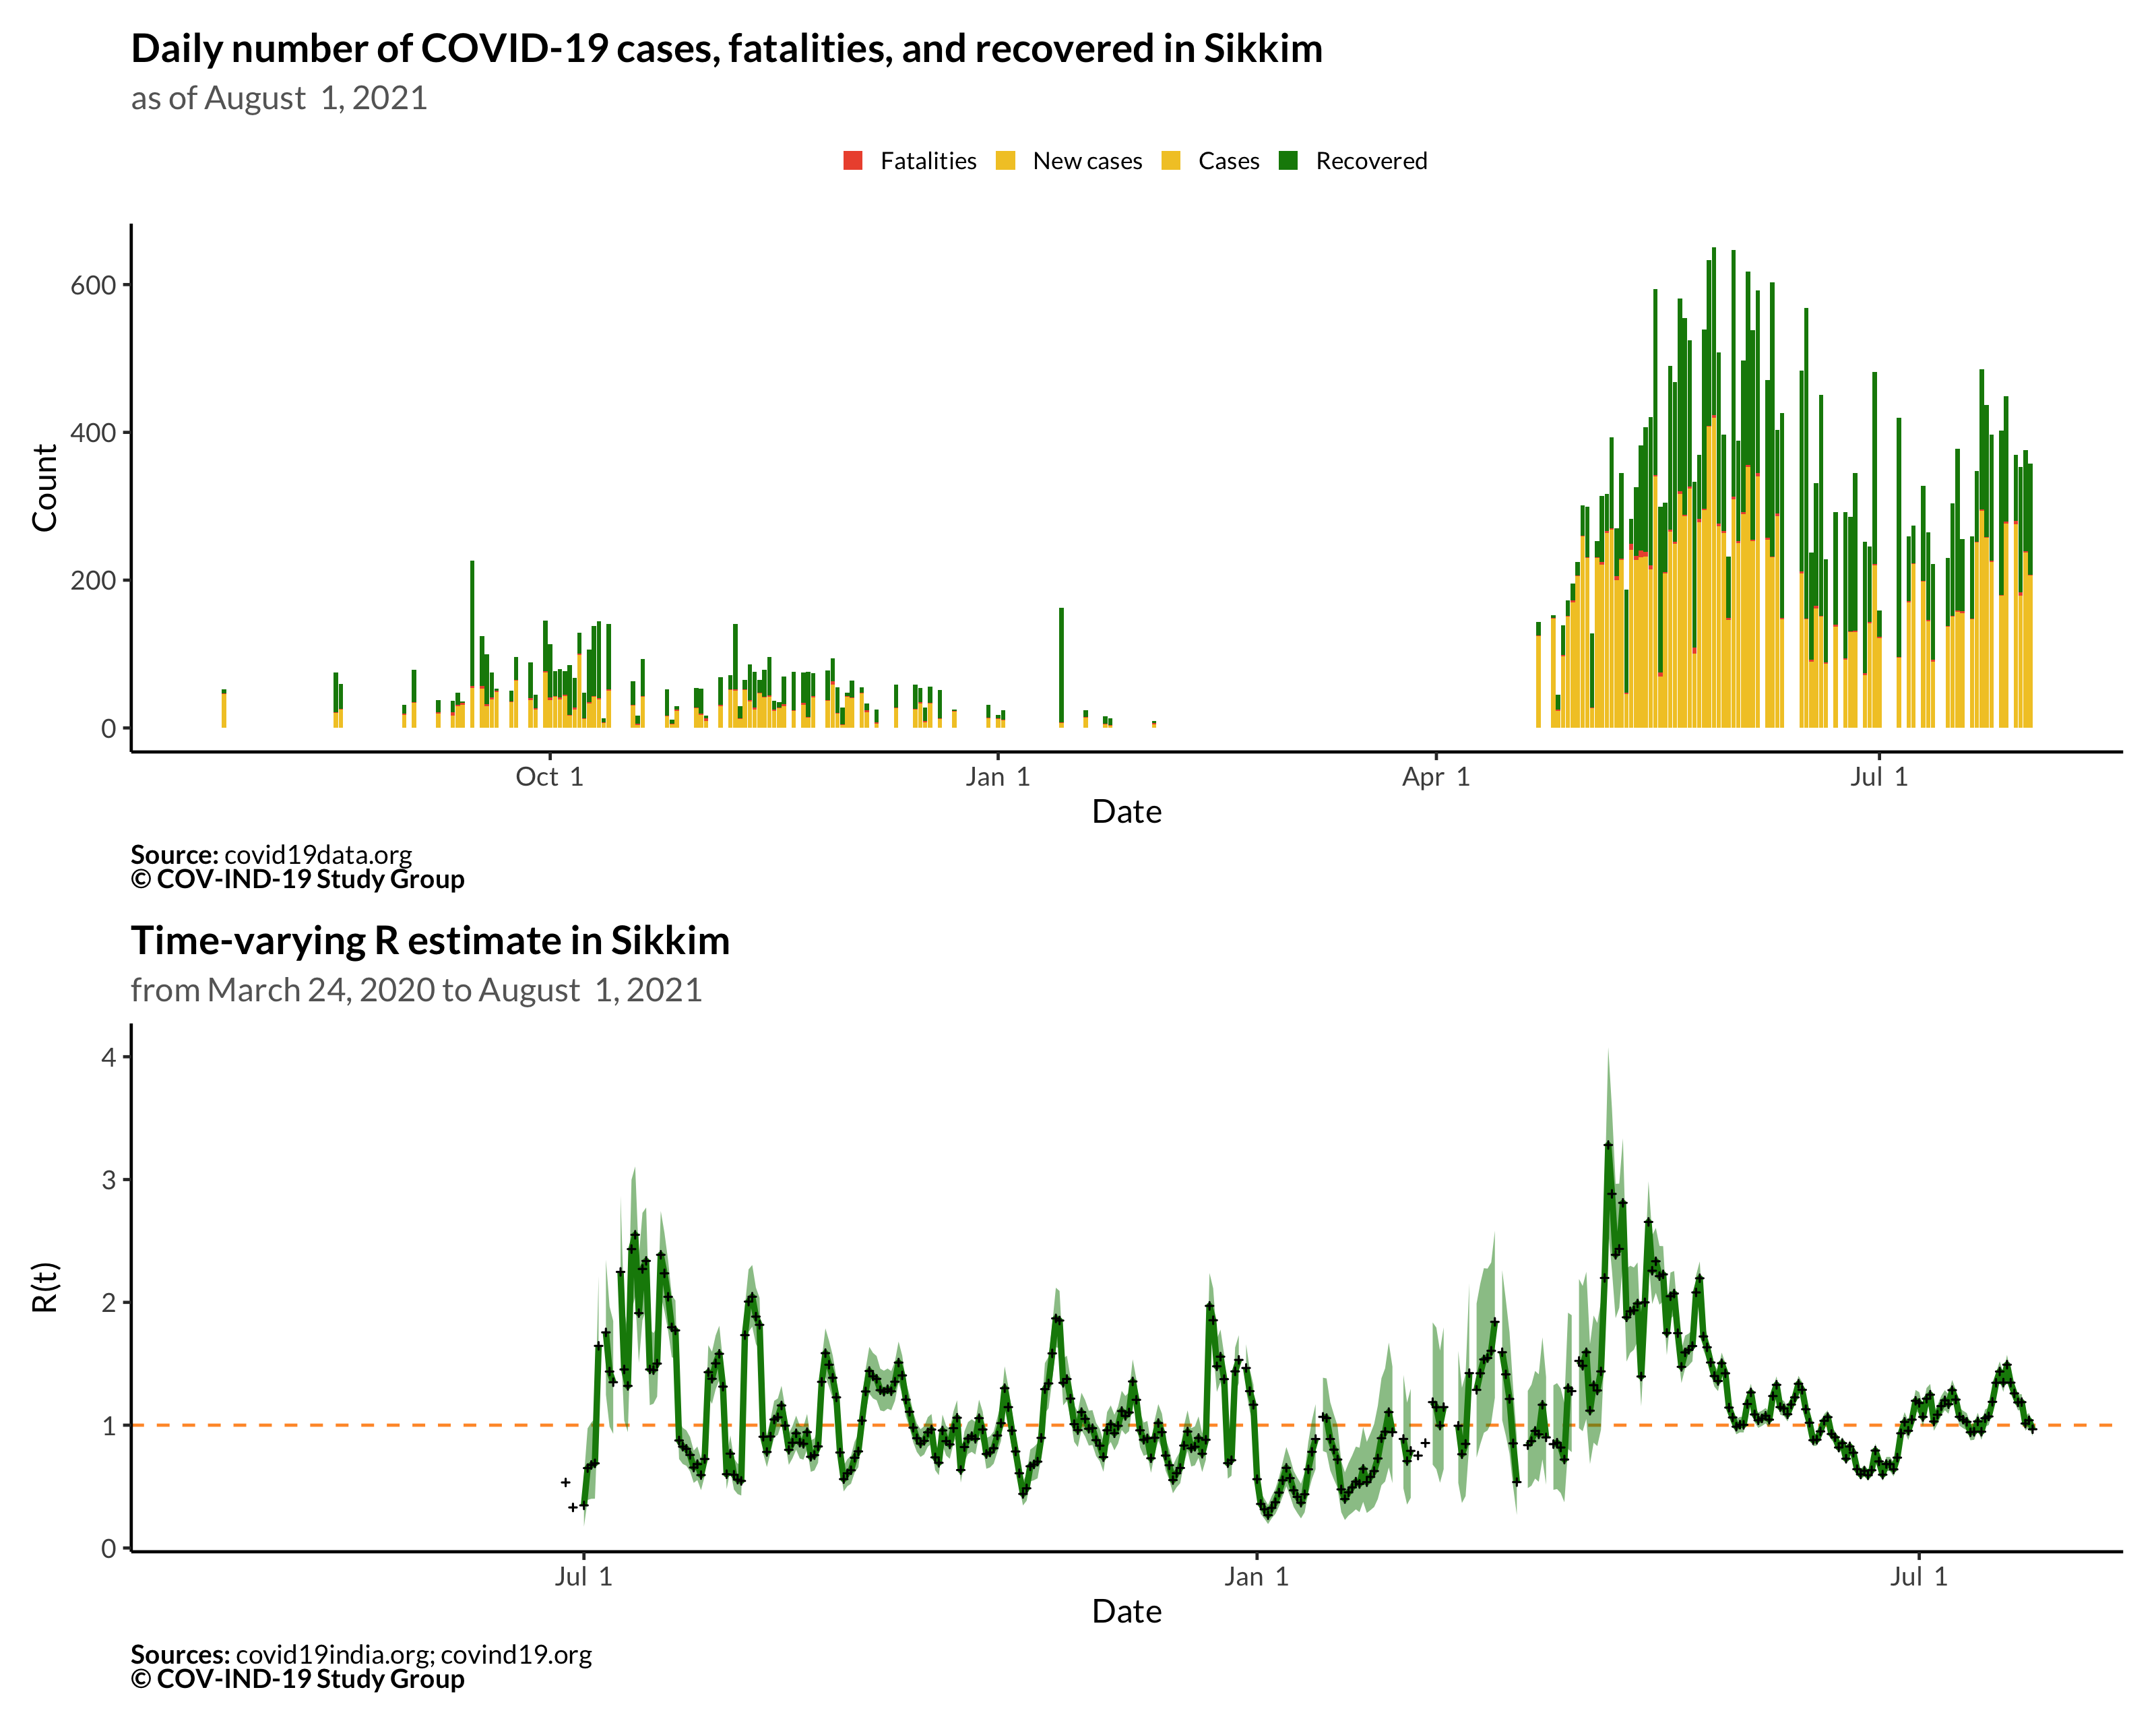 Daily number of COVID-19 cases, fatalities, and recovered in Sikkim
as of August 1, 2021
Fatalities New cases Cases Recovered
600
400
200
0
Count
Oct 1 Jan 1 Apr 1 Jul 1
Date
Source: covid19data.org
© COV-IND-19 Study Group
Time-varying R estimate in Sikkim
from March 24, 2020 to August 1, 2021
4
3
2
1
0
R(t)
Jul 1 Jan 1 Jul 1
Date
Sources: covid19india.org; covind19.org
© COV-IND-19 Study Group